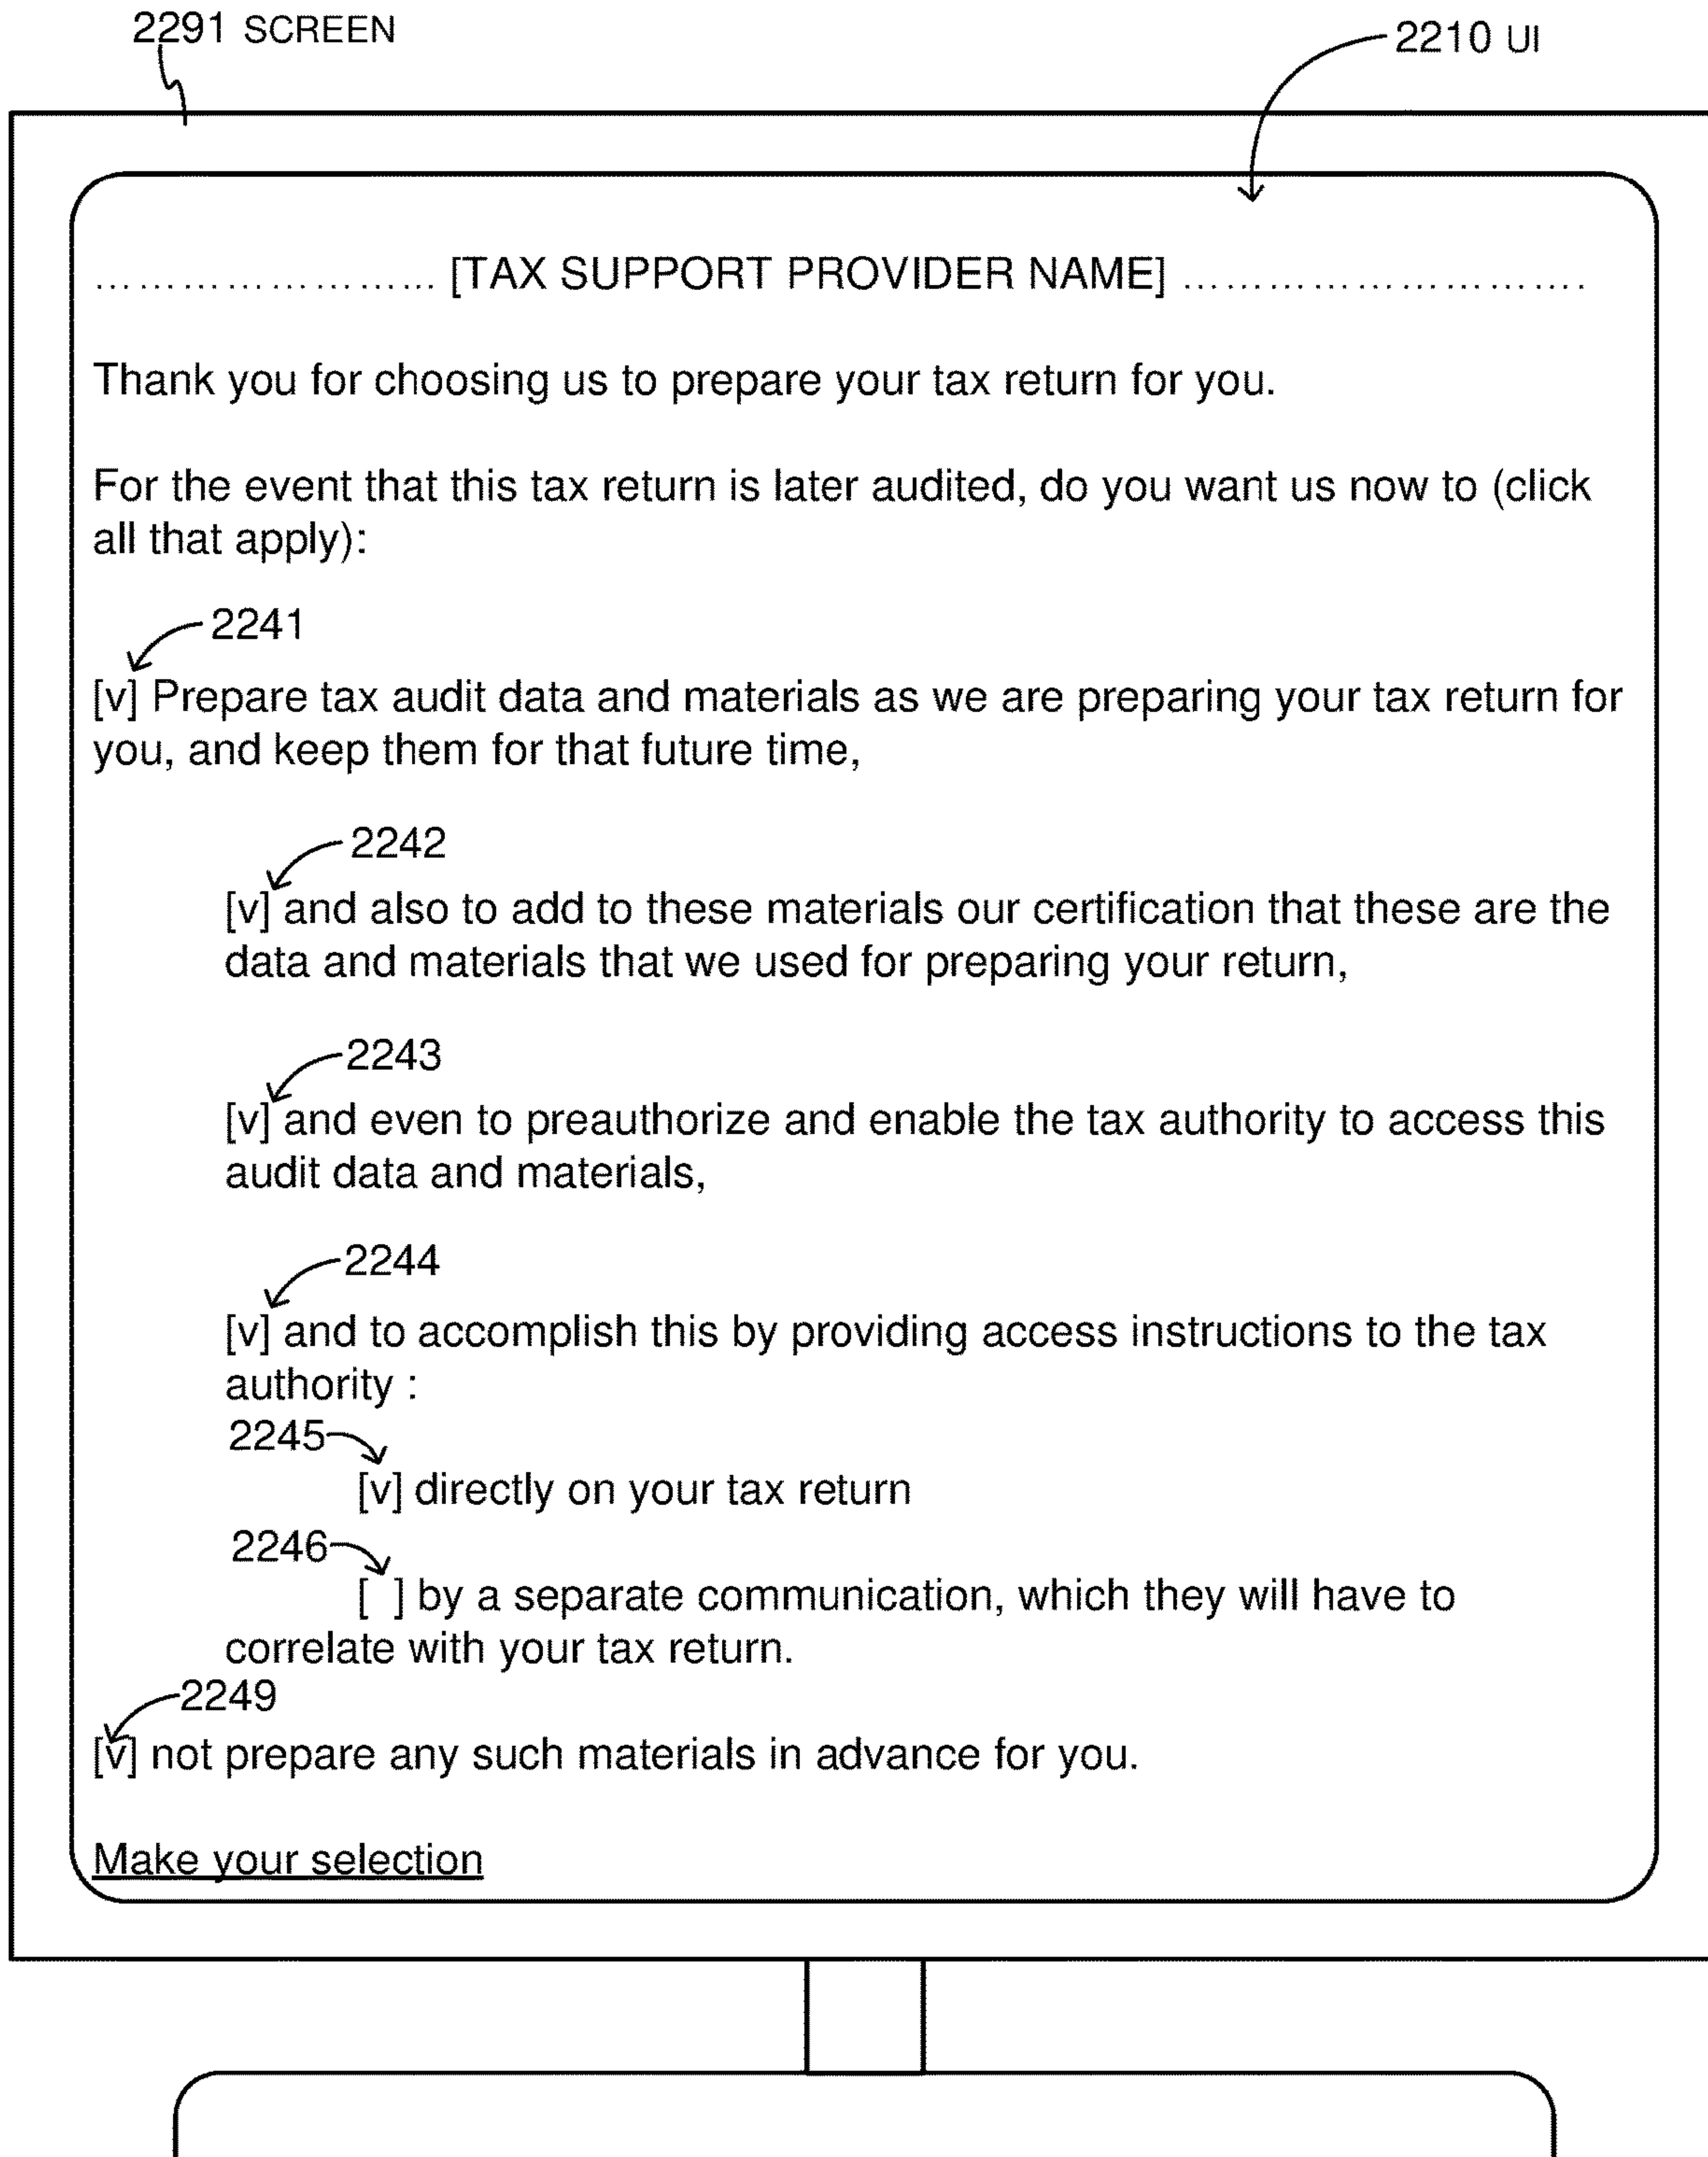 2291 SCREEN
2210 UI
........................ [TAX SUPPORT PROVIDER NAME] ............................
Thank you for choosing us to prepare your tax return for you.
For the event that this tax return is later audited, do you want us now to (click
all that apply):
2241
[v] Prepare tax audit data and materials as we are preparing your tax return for
you, and keep them for that future time,
2242
[v] and also to add to these materials our certification that these are the
data and materials that we used for preparing your return,
2243
[v] and even to preauthorize and enable the tax authority to access this
audit data and materials,
2244
[v] and to accomplish this by providing access instructions to the tax
authority :
2245
[v] directly on your tax return
2246
[ ] by a separate communication, which they will have to
correlate with your tax return.
2249
[v] not prepare any such materials in advance for you.
Make your selection